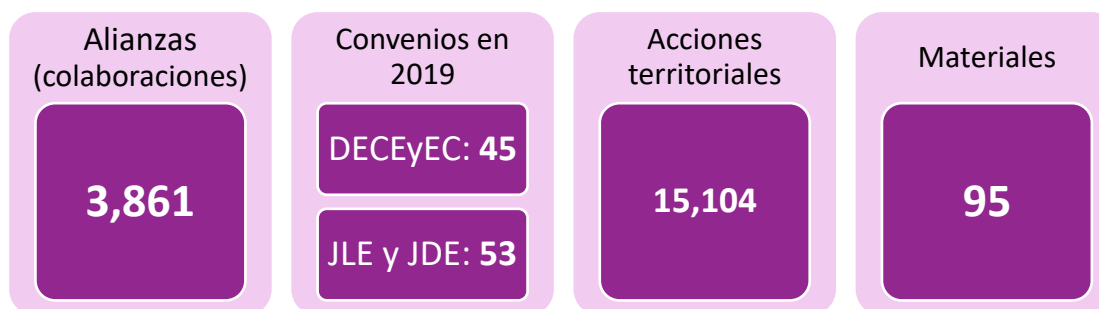 Alianzas
(colaboraciones)
3,861
Convenios en
2019
DECEyEC: 45
JLE y JDE: 53
Acciones
territoriales
15,104
Materiales
95